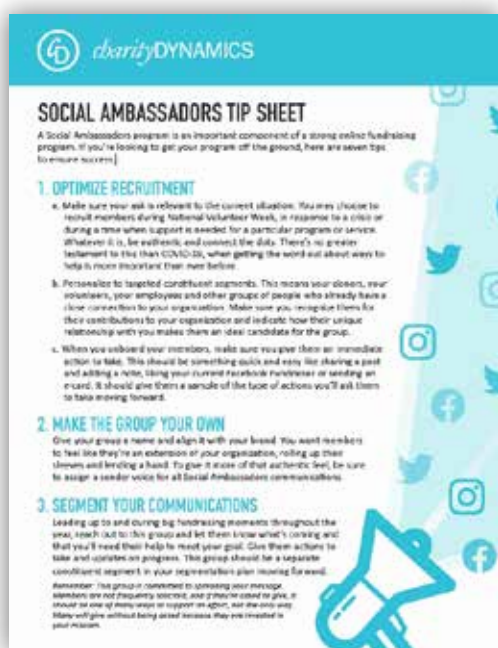 CD charityDYNAMICS
SOCIAL AMBASSADORS TIP SHEET
A Social Ambassadors program is an important component of a strong online fundraising
program. If you're looking to get your program off the ground, here are seven tips
to ensure success.
1. OPTIMIZE RECRUITMENT
a. Make sure your ask is relevant to the current situation. You may choose to
recruit members during National Volunteer Week, in response to a crisis or
during a time when support is needed for a particular program or service.
Whatever it is, be authentic and connect the dots. There's no greater
testament to this than COVID-19, when getting the word out about ways to
help is more important than ever before.
b. Personalize to targeted constituent segments. This means your donors, your
volunteers, your employees and other groups of people who already have a
close connection to your organization. Make sure you recognize them for
their contributions to your organization and indicate how their unique
relationship with you makes them an ideal candidate for the group.
c. When you onboard your members, make sure you give them an immediate
action to take. This should be something quick and easy like sharing a post
and adding a note, liking your current Facebook Fundraiser or sending an
e-card. It should give them a sample of the type of actions you'll ask them
to take moving forward.
2. MAKE THE GROUP YOUR OWN
Give your group a name and align it with your brand. You want members
to feel like they're an extension of your organization, rolling up their
sleeves and lending a hand. To give it more of that authentic feel, be sure
to assign a sender voice for all Social Ambassadors communications.
3. SEGMENT YOUR COMMUNICATIONS
Leading up to and during big fundraising moments throughout the
year, reach out to this group and let them know what's coming and
that you'll need their help to meet your goal. Give them actions to
take and updates on progress. This group should be a separate
constituent segment in your segmentation plan moving forward.
Remember: This group is committed to spreading your message.
Members are not frequently solicited, and if they're asked to give, it
should be one of many ways to support an effort, not the only way.
Many will give without being asked because they are invested in
your mission.